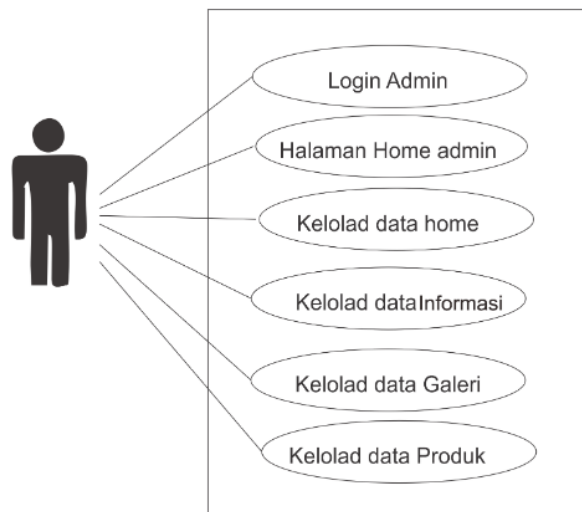 Login Admin
Halaman Home admin
Kelolad data home
Kelolad data Informasi
Kelolad data Galeri
Kelolad data Produk